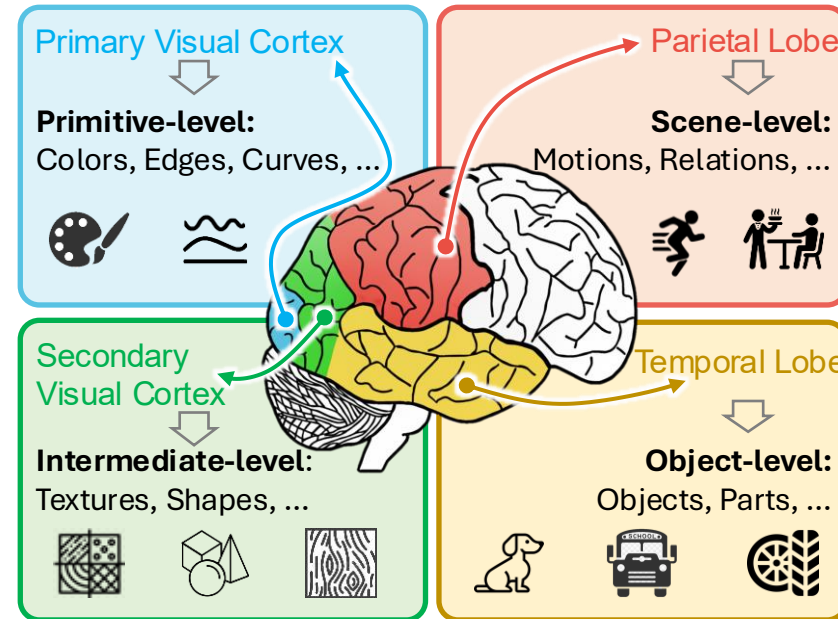 Primary Visual Cortex
Primitive-level:
Colors, Edges, Curves, ...
Parietal Lobe
Scene-level:
Motions, Relations, ...
Secondary
Visual Cortex
Intermediate-level:
Textures, Shapes, ...
Temporal Lobe
Object-level:
Objects, Parts, ...
SCHOOL